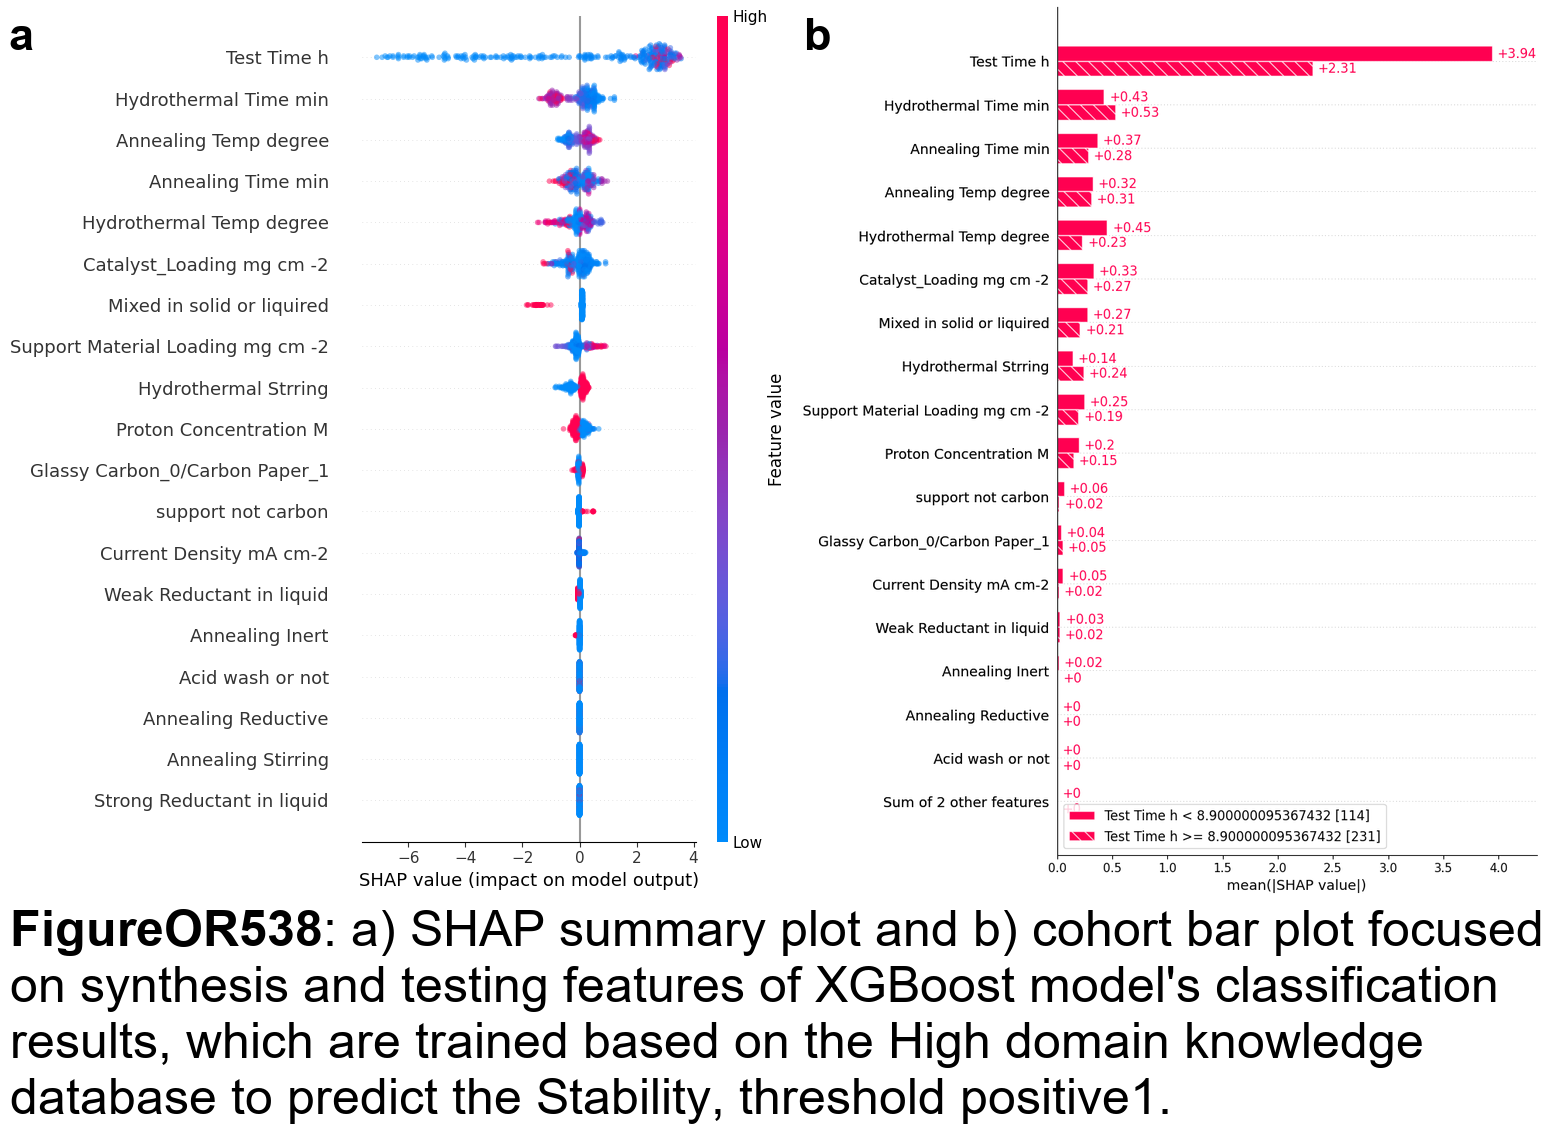 a
High
Test Time h
Hydrothermal Time min
Annealing Temp degree
Annealing Time min
Hydrothermal Temp degree
Catalyst_Loading mg cm -2
Mixed in solid or liquired
Support Material Loading mg cm -2
Hydrothermal Strring
Proton Concentration M
Glassy Carbon_0/Carbon Paper_1
support not carbon
Current Density mA cm-2
Weak Reductant in liquid
Annealing Inert
Acid wash or not
Annealing Reductive
Annealing Stirring
Strong Reductant in liquid
Low
Feature value
−6 −4 −2 0 2 4
SHAP value (impact on model output)
b
Test Time h
+3.94
+2.31
Hydrothermal Time min
+0.43
+0.53
Annealing Time min
+0.37
+0.28
Annealing Temp degree
+0.32
+0.31
Hydrothermal Temp degree
+0.45
+0.23
Catalyst_Loading mg cm -2
+0.33
+0.27
Mixed in solid or liquired
+0.27
+0.21
Hydrothermal Strring
+0.14
+0.24
Support Material Loading mg cm -2
+0.25
+0.19
Proton Concentration M
+0.2
+0.15
support not carbon
+0.06
+0.02
Glassy Carbon_0/Carbon Paper_1
+0.04
+0.05
Current Density mA cm-2
+0.05
+0.02
Weak Reductant in liquid
+0.03
+0.02
Annealing Inert
+0.02
+0
Annealing Reductive
+0
+0
Acid wash or not
+0
+0
Sum of 2 other features
+0
+0
Test Time h < 8.900000095367432 [114]
Test Time h >= 8.900000095367432 [231]
0.0 0.5 1.0 1.5 2.0 2.5 3.0 3.5 4.0
mean(|SHAP value|)
FigureOR538: a) SHAP summary plot and b) cohort bar plot focused
on synthesis and testing features of XGBoost model's classification
results, which are trained based on the High domain knowledge
database to predict the Stability, threshold positive1.